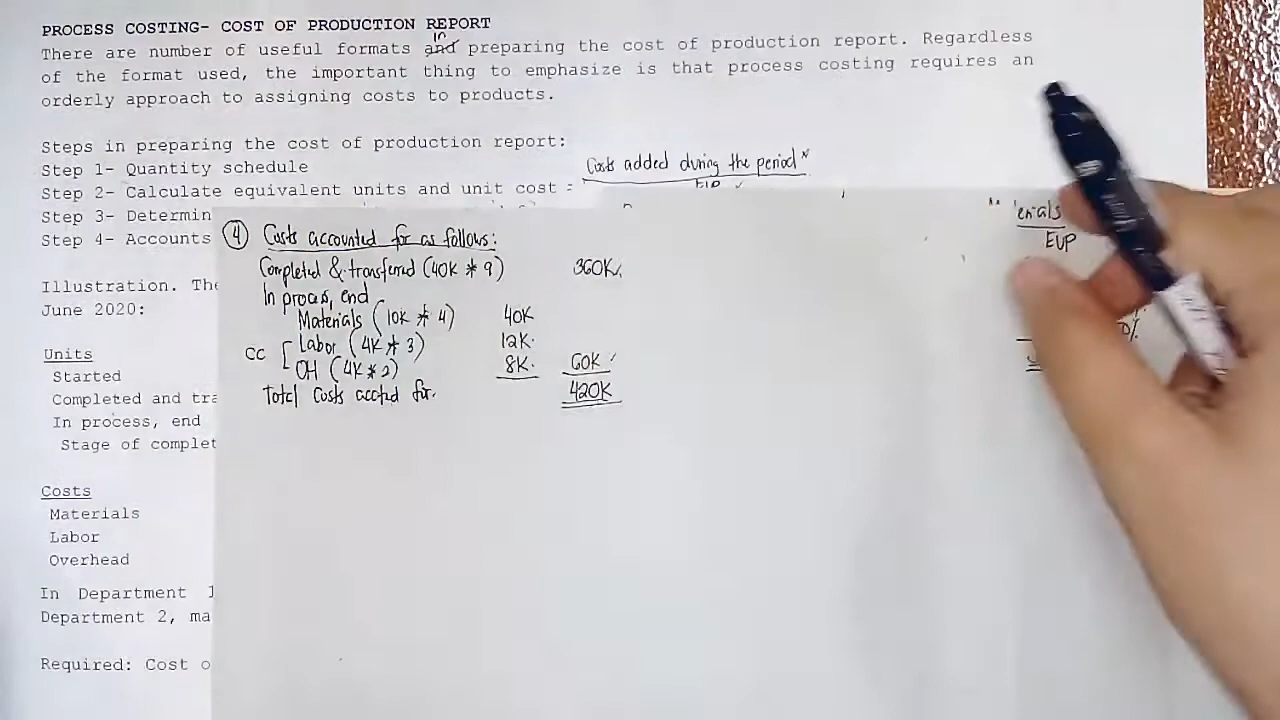 PROCESS COSTING- COST OF PRODUCTION REPORT
in
There are number of useful formats and preparing the cost of production report. Regardless
of the format used, the important thing to emphasize is that process costing requires an
orderly approach to assigning costs to products.
Steps in preparing the cost of production report:
Step 1- Quantity schedule
Step 2- Calculate equivalent units and unit cost = Costs added during the period
Step 3- Determin
Step 4- Accounts
④ Costs accounted for as follows:
Completed & transferred (40K * 9) 360K
In process, end
Materials (10K * 4) 40K
CC [ Labor (4K * 3) 12K
OH (4K * 2) 8K 60K
Total Costs acctd for 420K
erials
EUP
Illustration. The
June 2020:
Units
Started
Completed and tra
In process, end
Stage of complet
Costs
Materials
Labor
Overhead
In Department 1
Department 2, ma
Required: Cost o